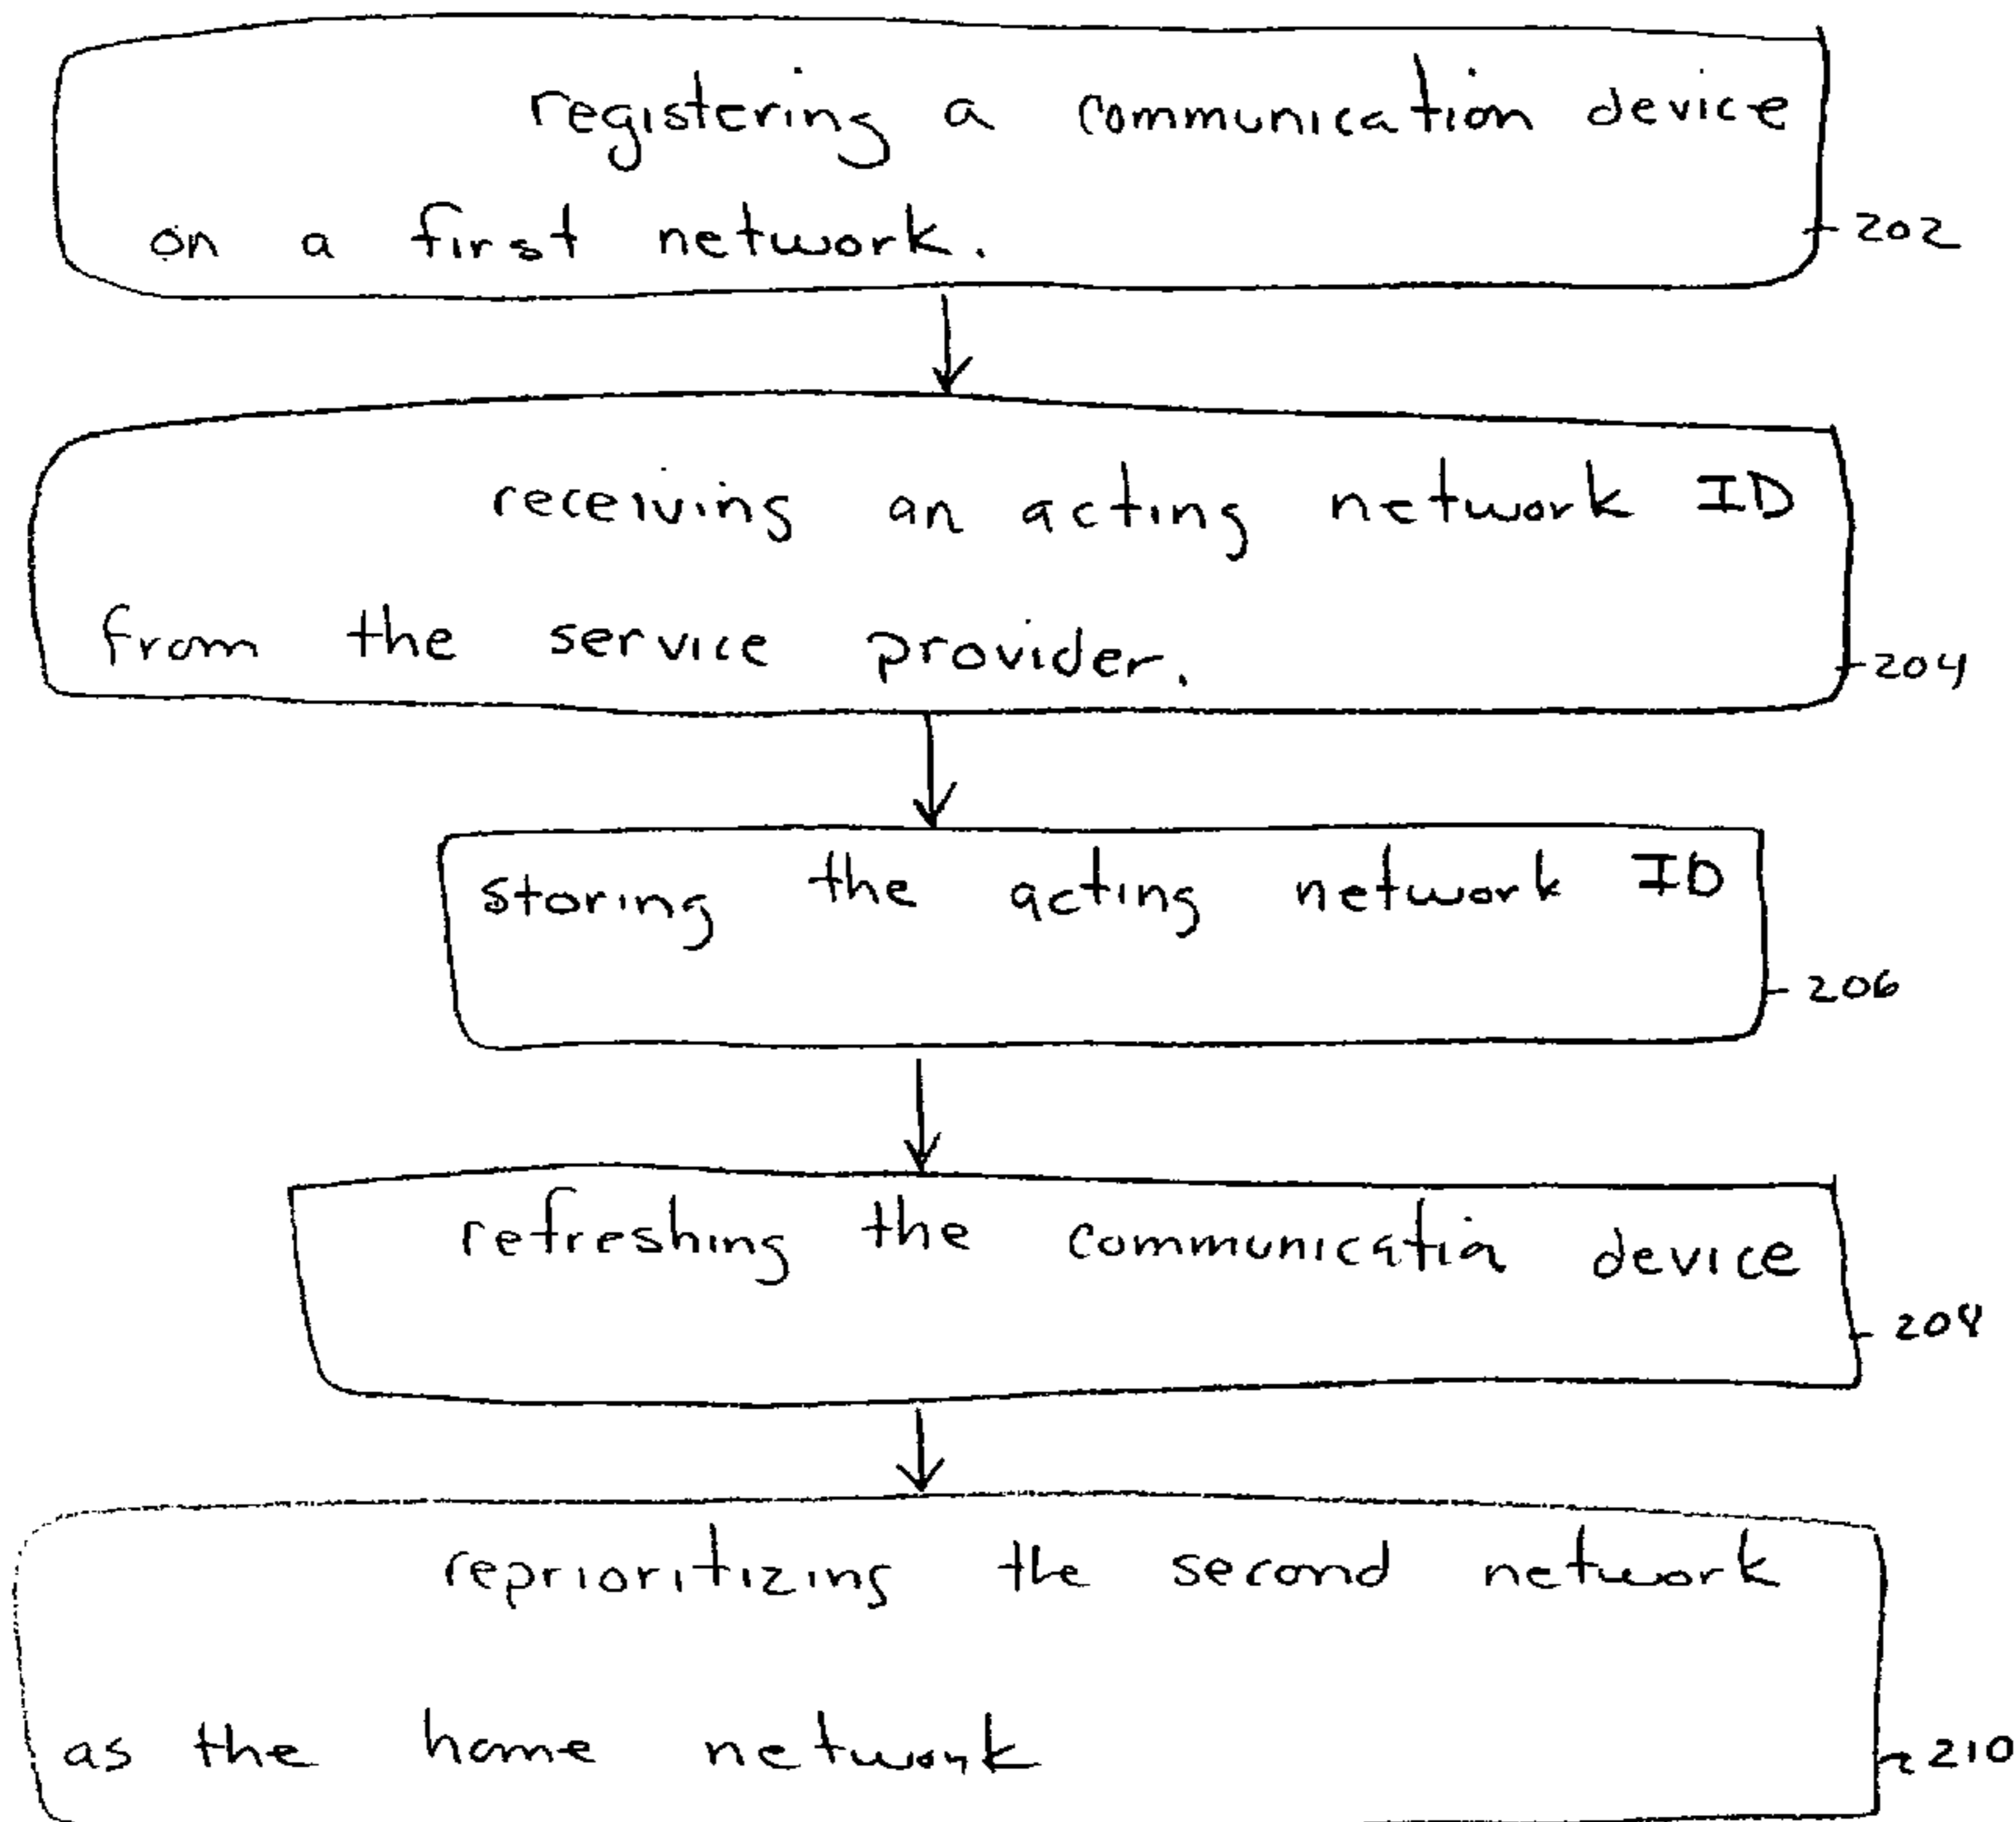 registering a communication device
on a first network.
202
receiving an acting network ID
from the service provider.
204
storing the acting network ID
206
refreshing the communication device
208
reprioritizing the second network
as the home network
210